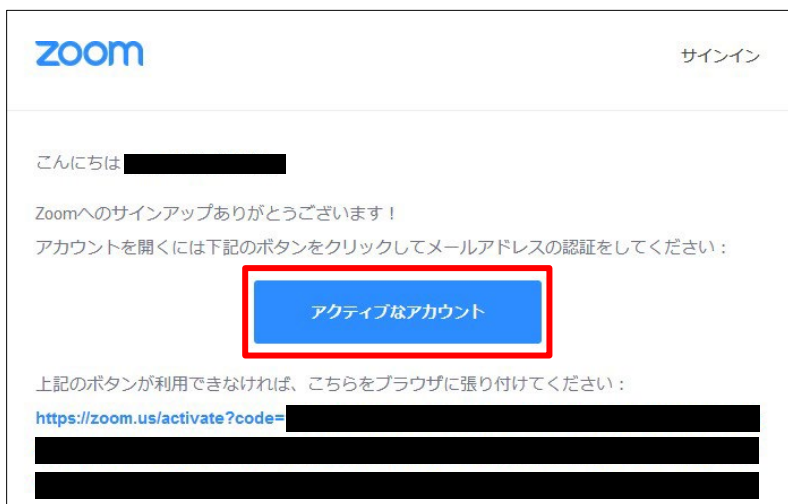 zoom
サインイン
こんにちは
Zoomへのサインアップありがとうございます！
アカウントを開くには下記のボタンをクリックしてメールアドレスの認証をしてください：
アクティブなアカウント
上記のボタンが利用できなければ、こちらをブラウザに張り付けてください：
https://zoom.us/activate?code=